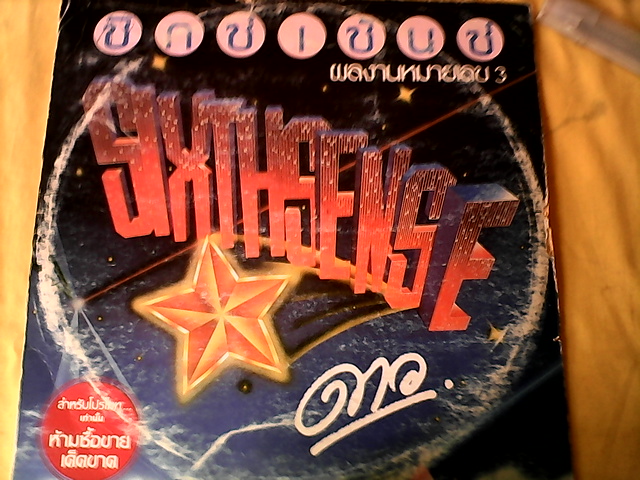 ซิกซ์เซ้นซ์
ผลงานหมายเลข 3
SIXTH SENSE
ดาว.
สำหรับโปรโมท
เท่านั้น
ห้ามซื้อขาย
เด็ดขาด